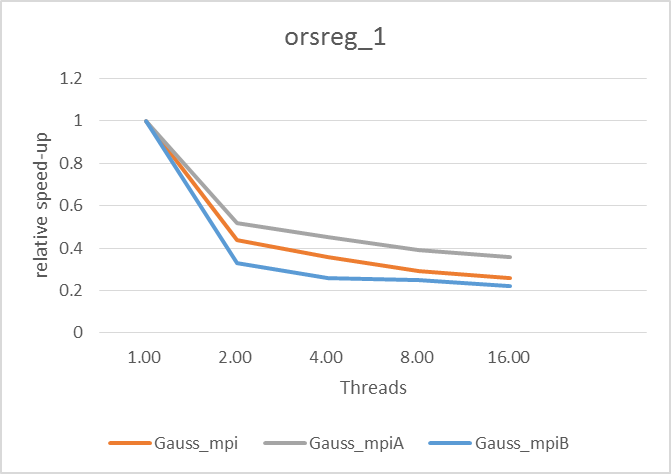 orsreg_1
1.2
1
0.8
0.6
0.4
0.2
0
relative speed-up
1.00 2.00 4.00 8.00 16.00
Threads
Gauss_mpi Gauss_mpiA Gauss_mpiB